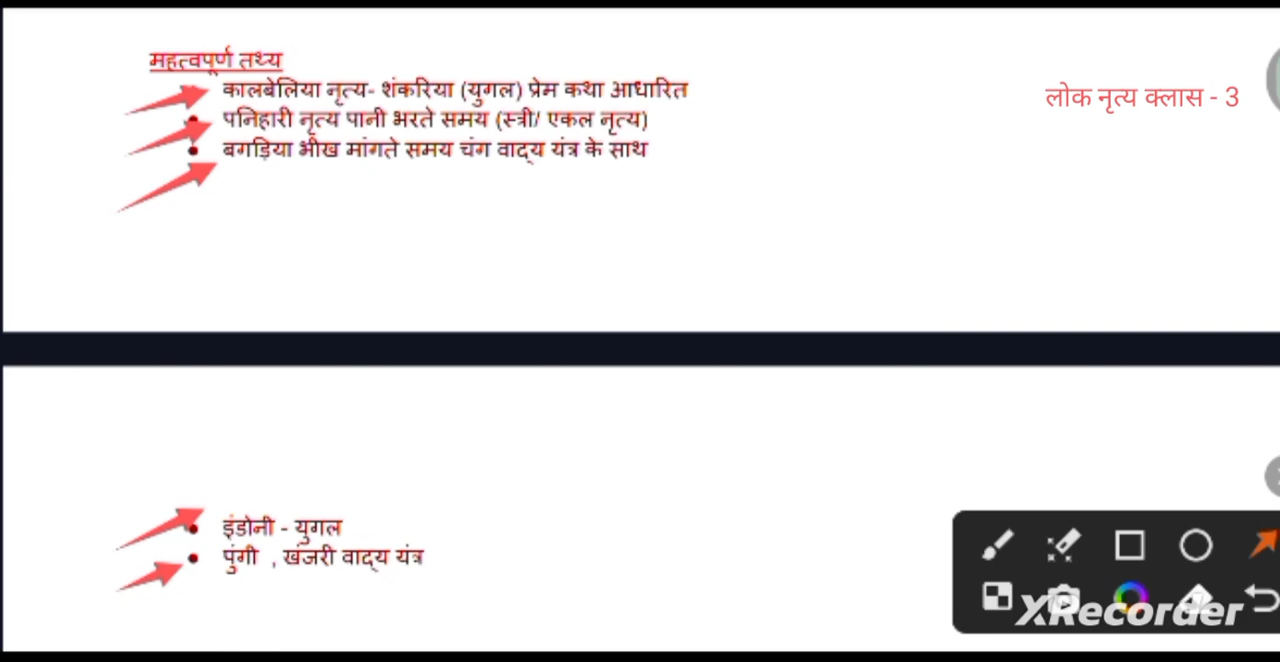 महत्वपूर्ण तथ्य
कालबेलिया नृत्य- शंकरिया (युगल) प्रेम कथा आधारित
लोक नृत्य क्लास - 3
• पनिहारी नृत्य पानी भरते समय (स्त्री/ एकल नृत्य)
• बगड़िया भीख मांगते समय चंग वाद्य यंत्र के साथ
• इंडोनी - युगल
• पुंगी , खंजरी वाद्य यंत्र
XRecorder